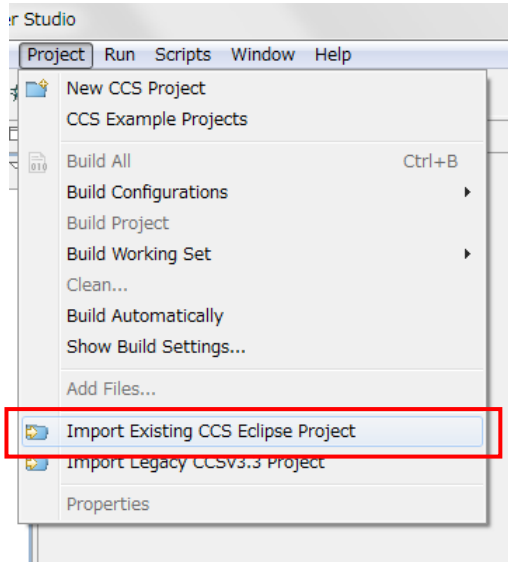 r Studio
Project Run Scripts Window Help
New CCS Project
CCS Example Projects
Build All Ctrl+B
Build Configurations
Build Project
Build Working Set
Clean...
Build Automatically
Show Build Settings...
Add Files...
Import Existing CCS Eclipse Project
Import Legacy CCSv3.3 Project
Properties